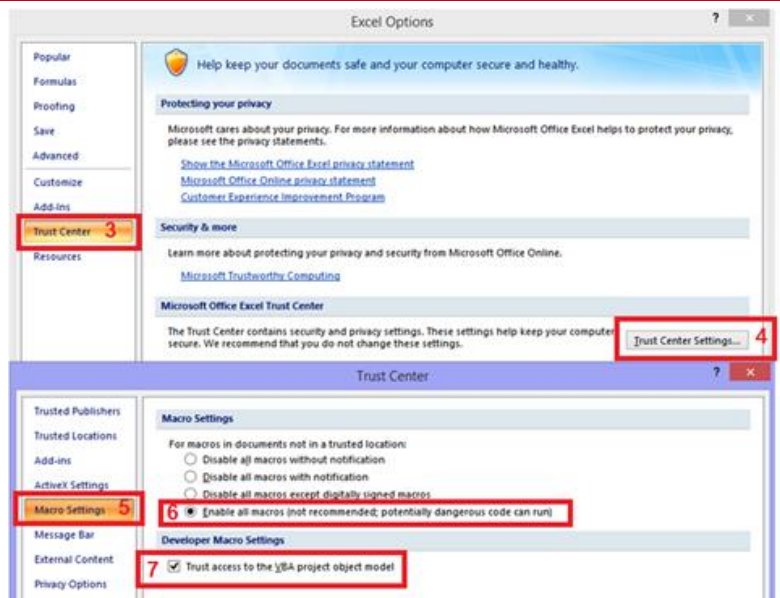 Excel Options
?
Popular
Formulas
Proofing
Save
Advanced
Customize
Add-Ins
Trust Center 3
Resources
Help keep your documents safe and your computer secure and healthy.
Protecting your privacy
Microsoft cares about your privacy. For more information about how Microsoft Office Excel helps to protect your privacy,
please see the privacy statements.
Show the Microsoft Office Excel privacy statement
Microsoft Office Online privacy statement
Customer Experience Improvement Program
Security & more
Learn more about protecting your privacy and security from Microsoft Office Online.
Microsoft Trustworthy Computing
Microsoft Office Excel Trust Center
The Trust Center contains security and privacy settings. These settings help keep your computer
secure. We recommend that you do not change these settings.
Trust Center Settings... 4
Trust Center
?
Trusted Publishers
Trusted Locations
Add-ins
ActiveX Settings
Macro Settings 5
Message Bar
External Content
Privacy Options
Macro Settings
For macros in documents not in a trusted location:
Disable all macros without notification
Disable all macros with notification
Disable all macros except digitally signed macros
6 Enable all macros (not recommended; potentially dangerous code can run)
Developer Macro Settings
7 Trust access to the VBA project object model